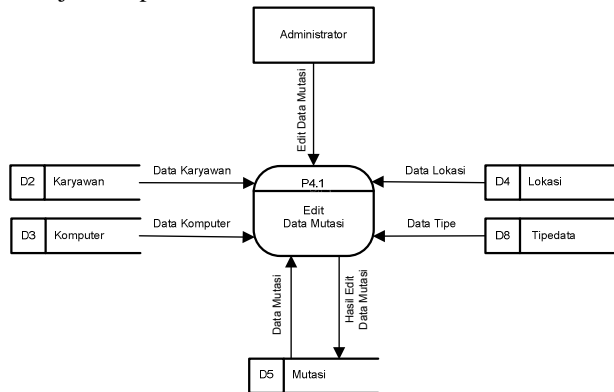 Administrator
Edit Data Mutasi
Data Karyawan
Data Lokasi
D2 Karyawan
P4.1
D4 Lokasi
Edit
Data Mutasi
Data Komputer
Data Tipe
D3 Komputer
D8 Tipedata
Data Mutasi
Hasil Edit
Data Mutasi
D5 Mutasi